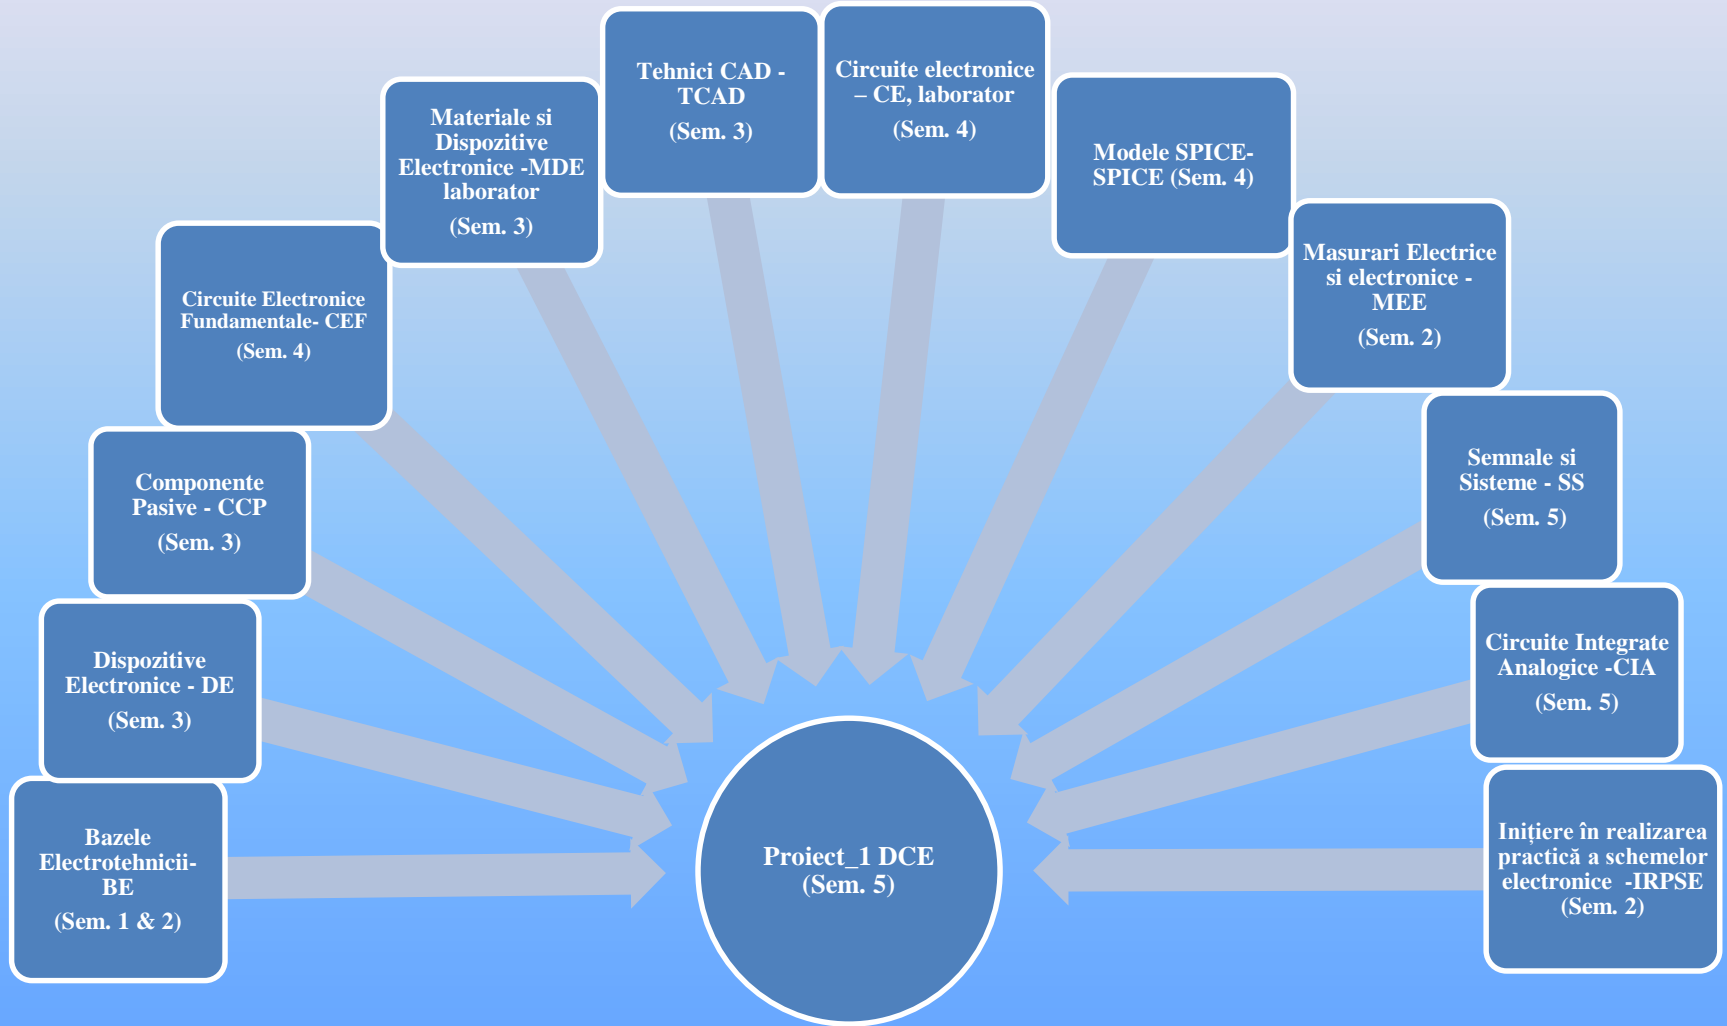 Tehnici CAD -
TCAD
(Sem. 3)
Circuite electronice
– CE, laborator
(Sem. 4)
Materiale si
Dispozitive
Electronice -MDE
laborator
(Sem. 3)
Modele SPICE-
SPICE (Sem. 4)
Circuite Electronice
Fundamentale- CEF
(Sem. 4)
Masurari Electrice
si electronice -
MEE
(Sem. 2)
Componente
Pasive - CCP
(Sem. 3)
Semnale si
Sisteme - SS
(Sem. 5)
Dispozitive
Electronice - DE
(Sem. 3)
Circuite Integrate
Analogice -CIA
(Sem. 5)
Bazele
Electrotehnicii-
BE
(Sem. 1 & 2)
Proiect_1 DCE
(Sem. 5)
Inițiere în realizarea
practică a schemelor
electronice  -IRPSE
(Sem. 2)